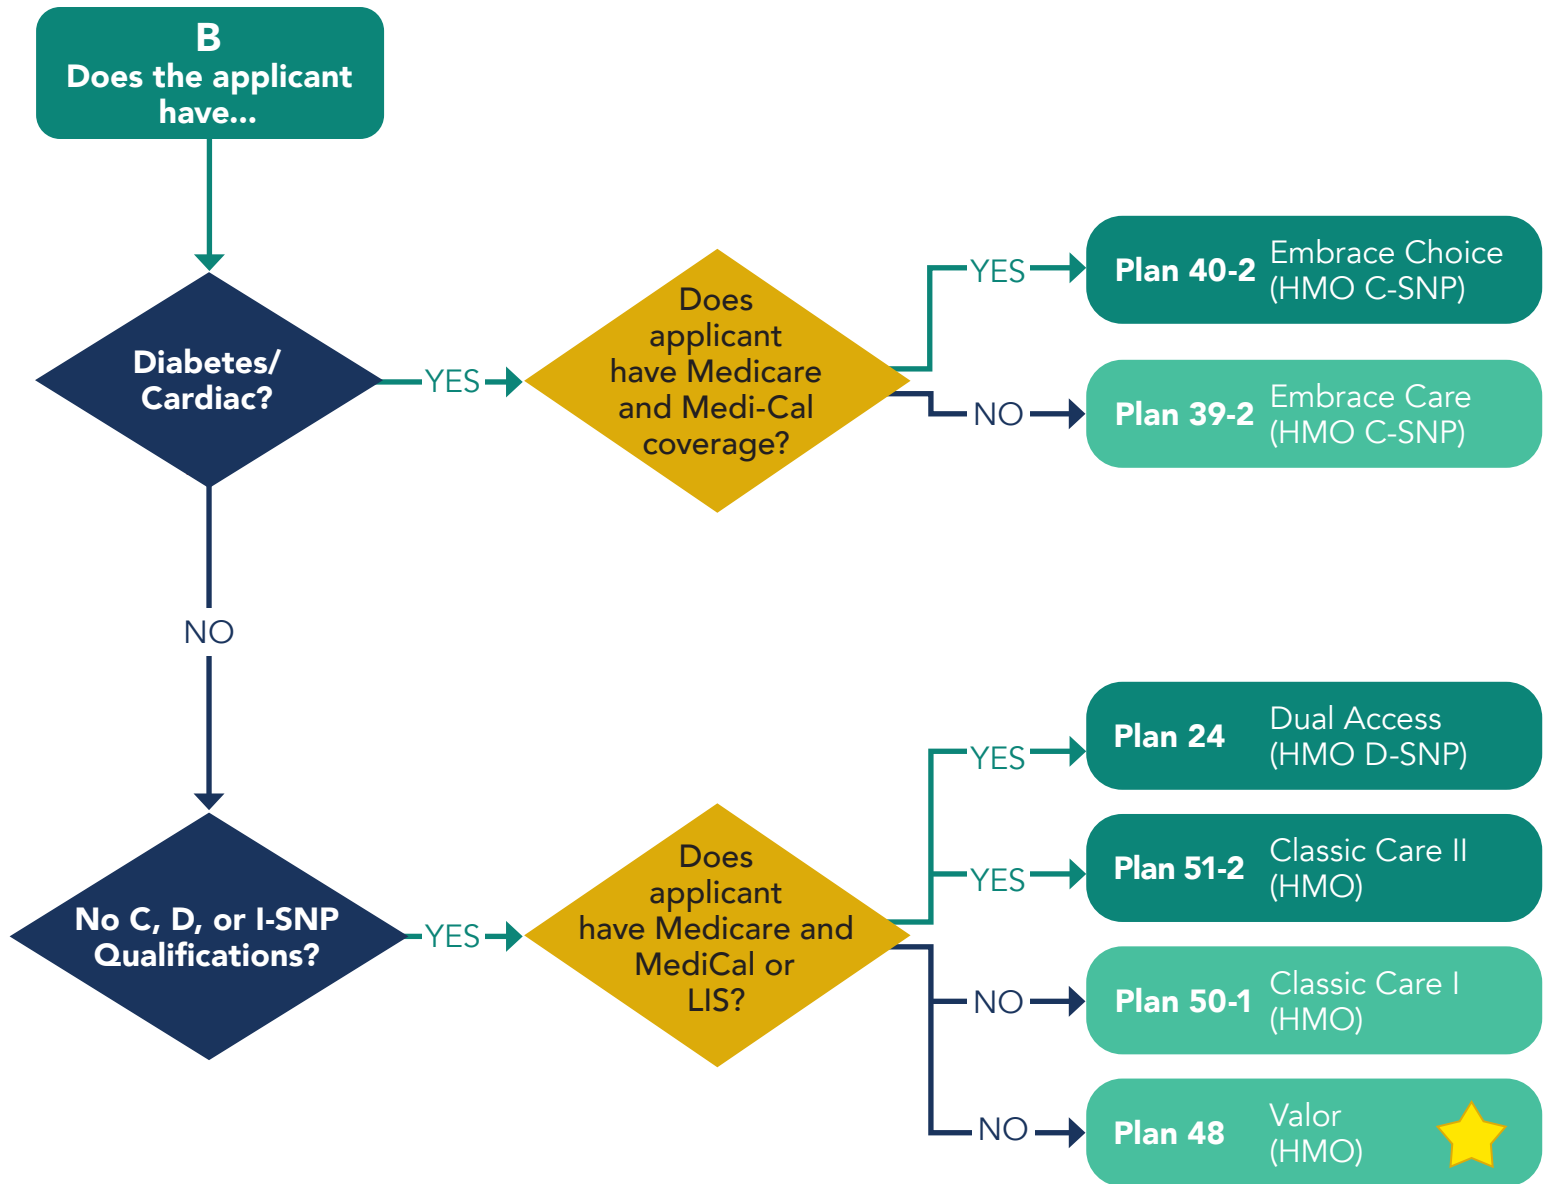 B
Does the applicant
have...
Diabetes/
Cardiac?
YES
Does
applicant
have Medicare
and Medi-Cal
coverage?
YES
Plan 40-2
Embrace Choice
(HMO C-SNP)
NO
Plan 39-2
Embrace Care
(HMO C-SNP)
NO
No C, D, or I-SNP
Qualifications?
YES
Does
applicant
have Medicare and
MediCal or
LIS?
YES
Plan 24
Dual Access
(HMO D-SNP)
YES
Plan 51-2
Classic Care II
(HMO)
NO
Plan 50-1
Classic Care I
(HMO)
NO
Plan 48
Valor
(HMO)